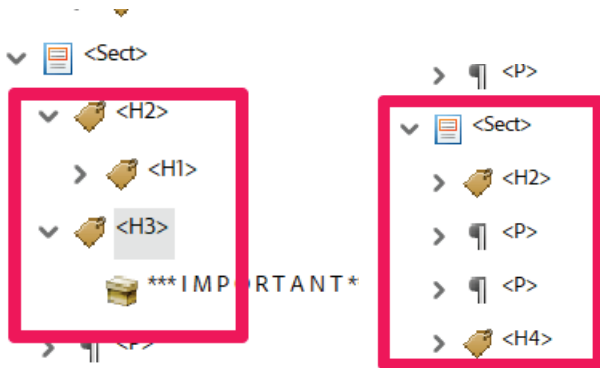 <Sect>
<H2>
<H1>
<H3>
***IMPORTANT*
<P>
<P>
<Sect>
<H2>
<P>
<P>
<H4>